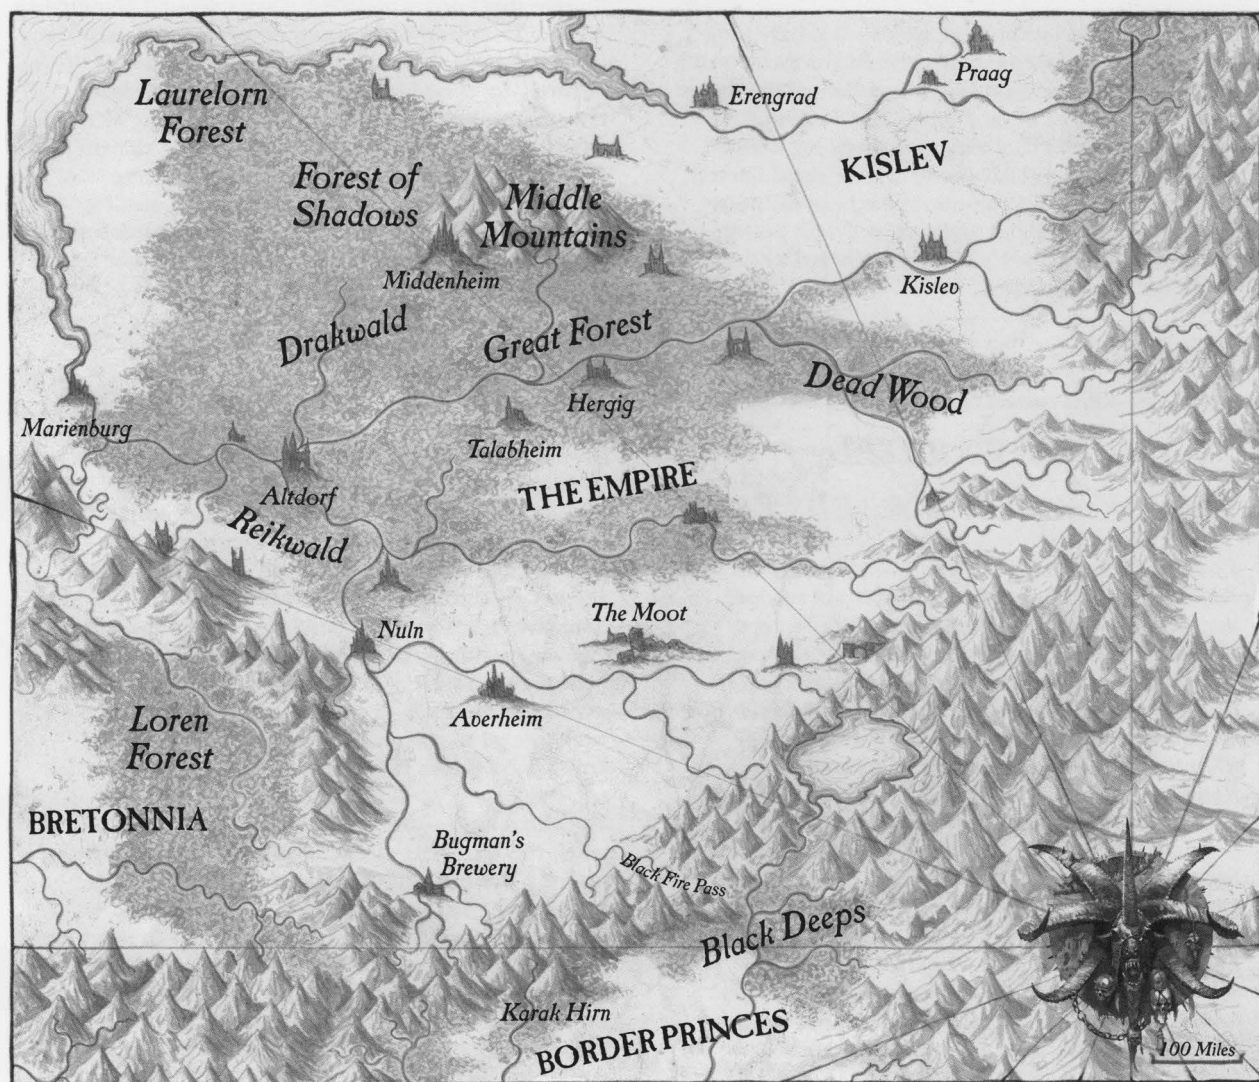 Praag
Laurelorn
Forest
Erengrad
KISLEV
Forest of
Shadows
Middle
Mountains
Middenheim
Kislev
Drakwald
Great Forest
Dead Wood
Hergig
Marienburg
Talabheim
THE EMPIRE
Altdorf
Reikwald
The Moot
Nuln
Averheim
Loren
Forest
BRETONNIA
Bugman's
Brewery
Black Fire Pass
Black Deeps
Karak Hirn
BORDER PRINCES
100 Miles